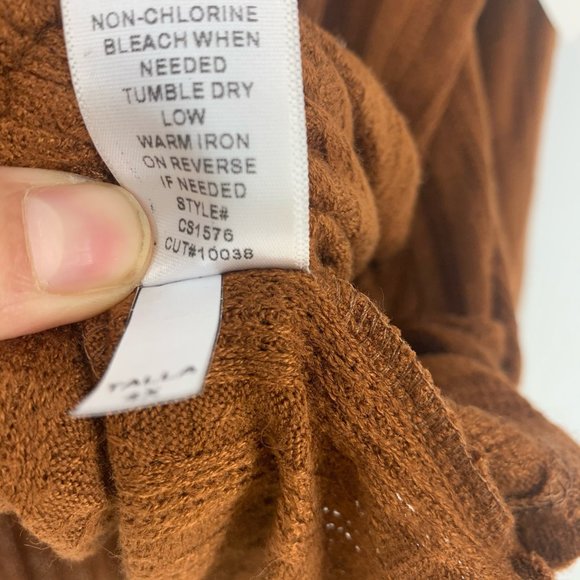 NON-CHLORINE
BLEACH WHEN
NEEDED
TUMBLE DRY
LOW
WARM IRON
ON REVERSE
IF NEEDED
STYLE#
CS1576
CUT#10038
TALLA